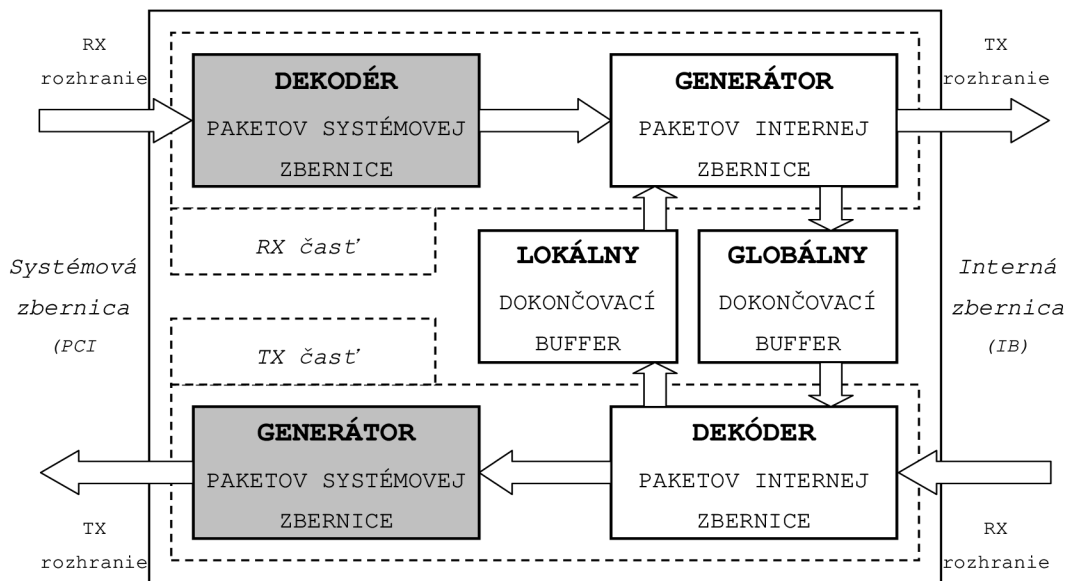 RX
rozhranie
DEKODÉR
PAKETOV SYSTÉMOVEJ
ZBERNICE
GENERÁTOR
PAKETOV INTERNEJ
ZBERNICE
TX
rozhranie
RX časť
LOKÁLNY
DOKONČOVACÍ
BUFFER
GLOBÁLNY
DOKONČOVACÍ
BUFFER
Systémová
zbernica
(PCI
Interná
zbernica
(IB)
TX časť
GENERÁTOR
PAKETOV SYSTÉMOVEJ
ZBERNICE
DEKÓDER
PAKETOV INTERNEJ
ZBERNICE
TX
rozhranie
RX
rozhranie